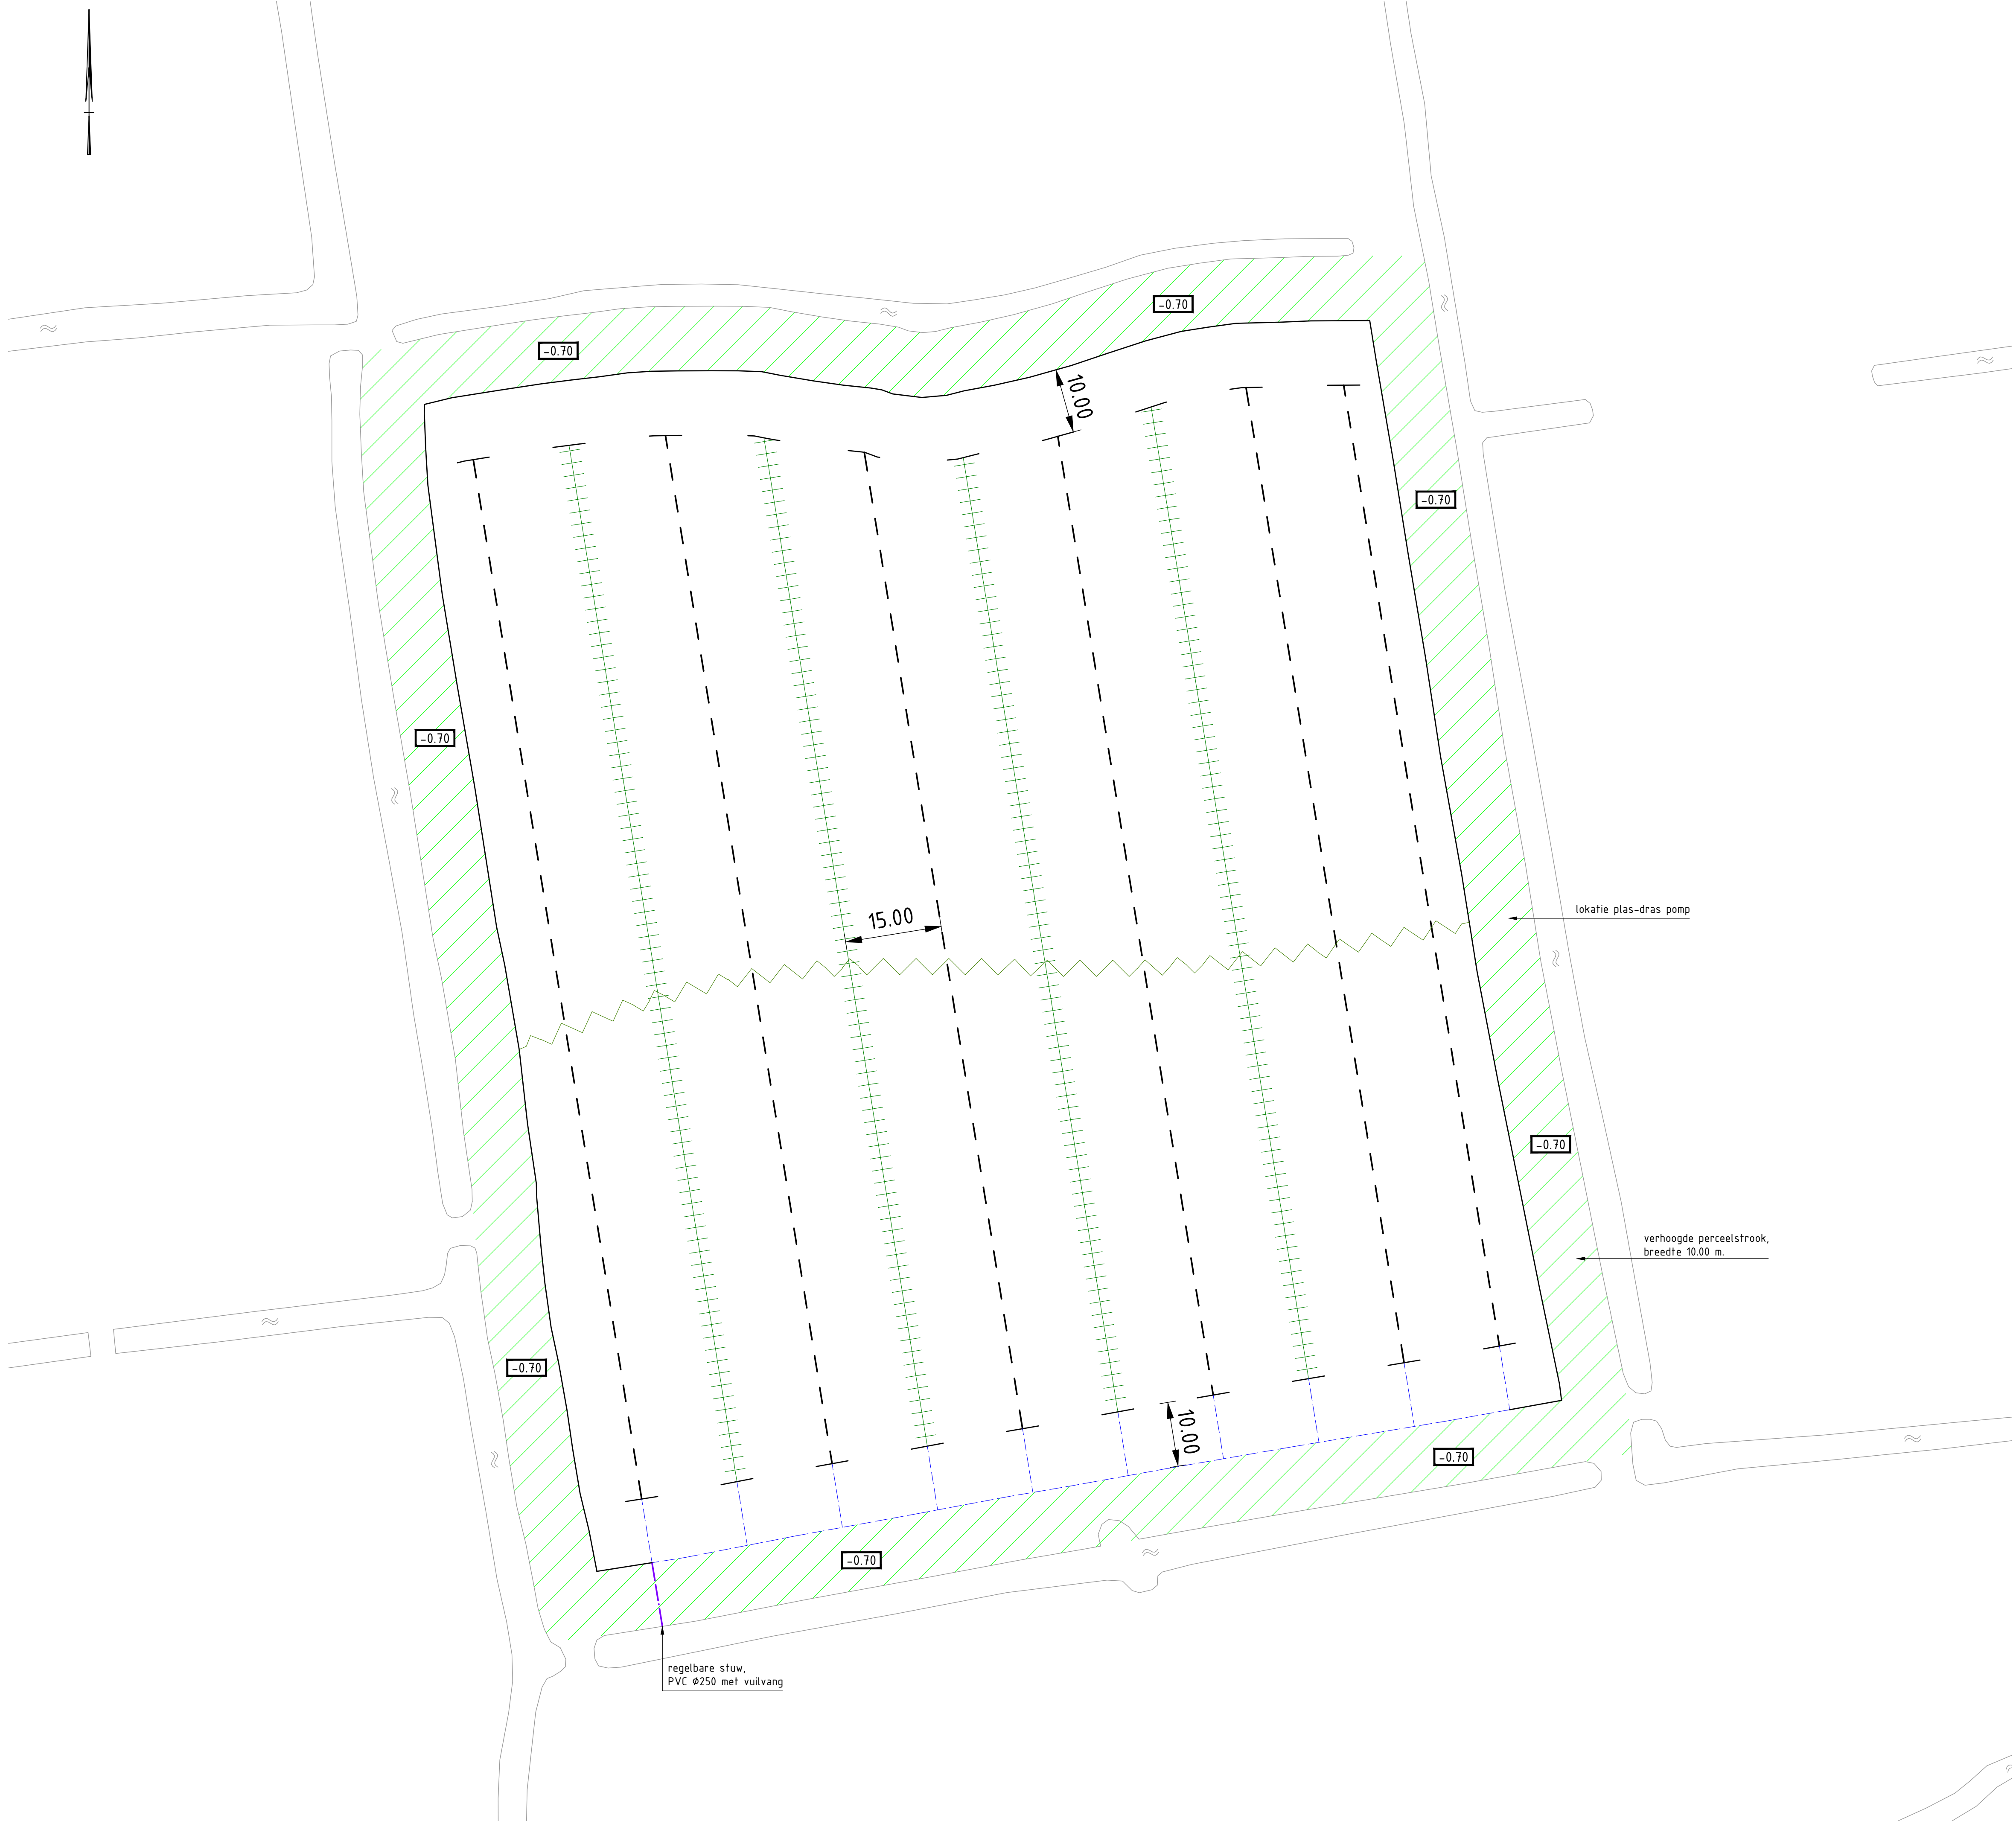 -0.70
-0.70
10.00
-0.70
-0.70
lokatie plas-dras pomp
15.00
-0.70
verhoogde perceelstrook,
breedte 10.00 m.
-0.70
10.00
-0.70
-0.70
regelbare stuw,
PVC Ø250 met vuilvang